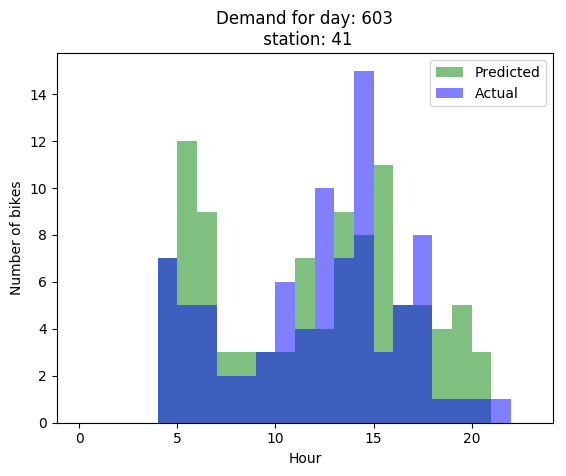 Demand for day: 603
station: 41
Predicted
Actual
Number of bikes
14
12
10
8
6
4
2
0
0 5 10 15 20
Hour